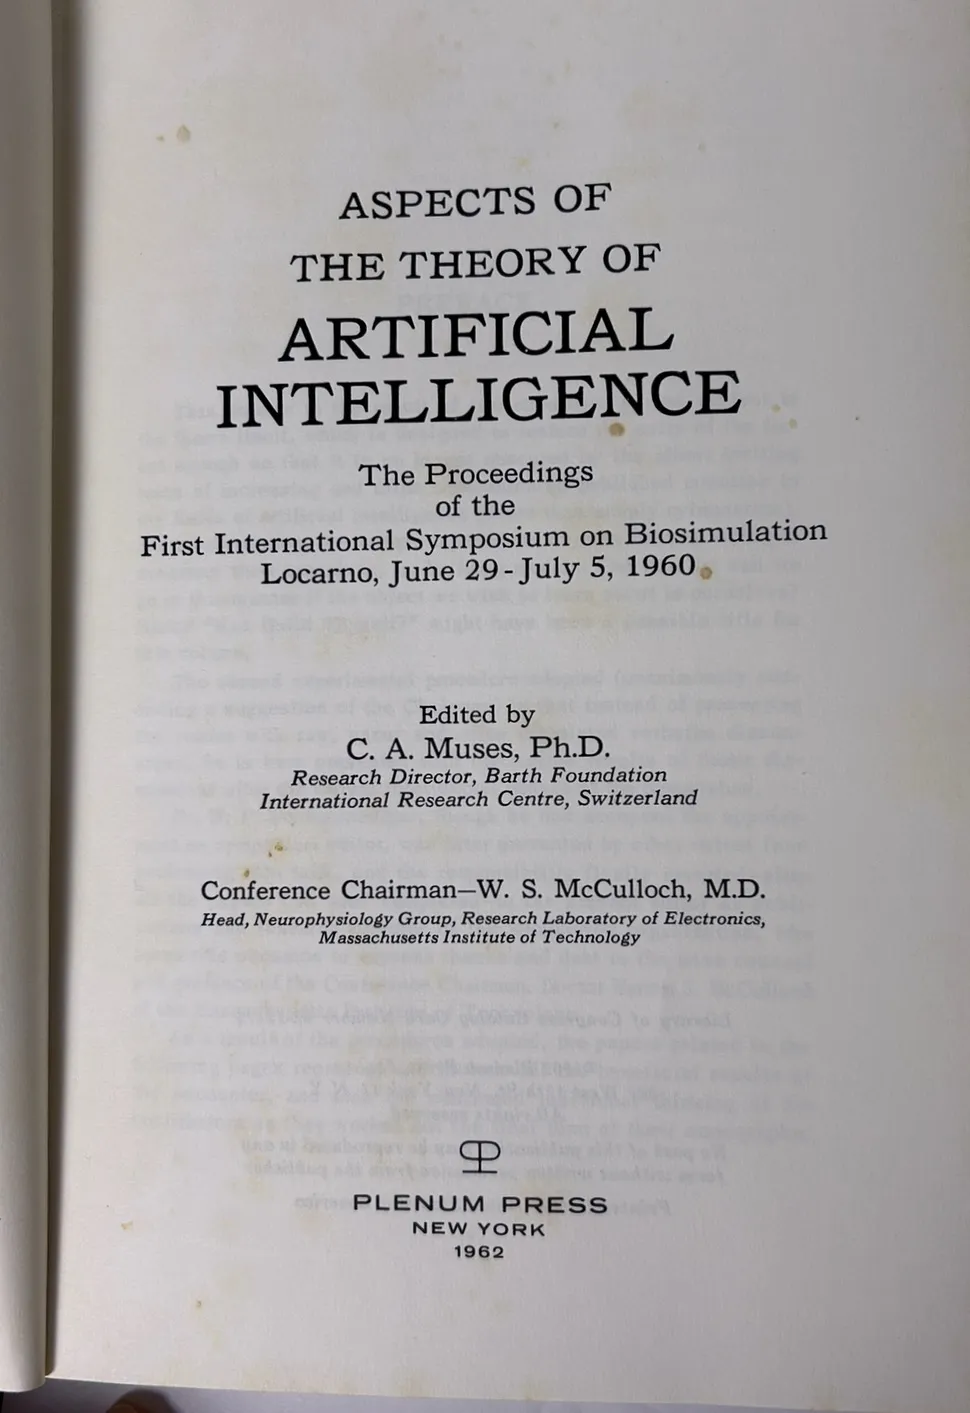 ASPECTS OF
THE THEORY OF
ARTIFICIAL
INTELLIGENCE
The Proceedings
of the
First International Symposium on Biosimulation
Locarno, June 29 - July 5, 1960
Edited by
C. A. Muses, Ph.D.
Research Director, Barth Foundation
International Research Centre, Switzerland
Conference Chairman—W. S. McCulloch, M.D.
Head, Neurophysiology Group, Research Laboratory of Electronics,
Massachusetts Institute of Technology
PLENUM PRESS
NEW YORK
1962